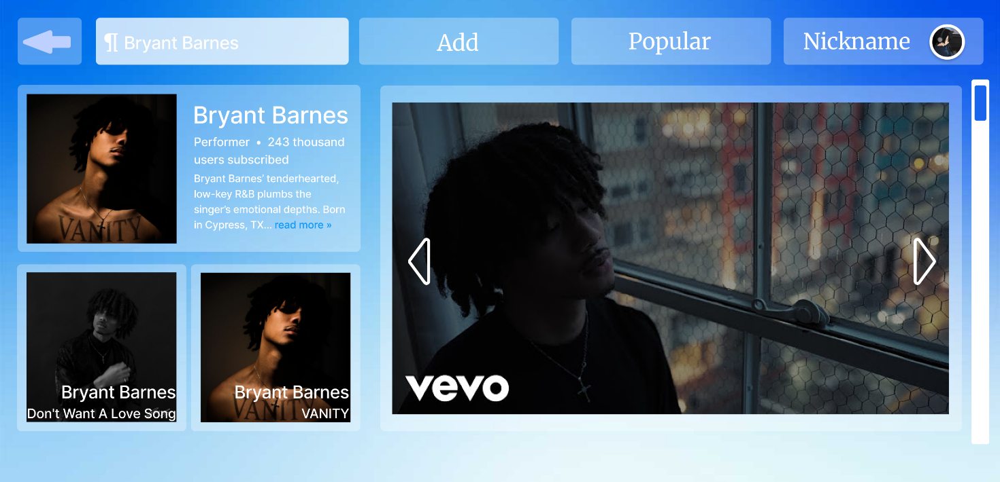 ¶ Bryant Barnes
Add
Popular
Nickname
Bryant Barnes
Performer • 243 thousand
users subscribed
Bryant Barnes’ tenderhearted,
low-key R&B plumbs the
singer’s emotional depths. Born
in Cypress, TX... read more »
VANITY
Bryant Barnes
Don't Want A Love Song
Bryant Barnes
VANITY
VANITY
vevo